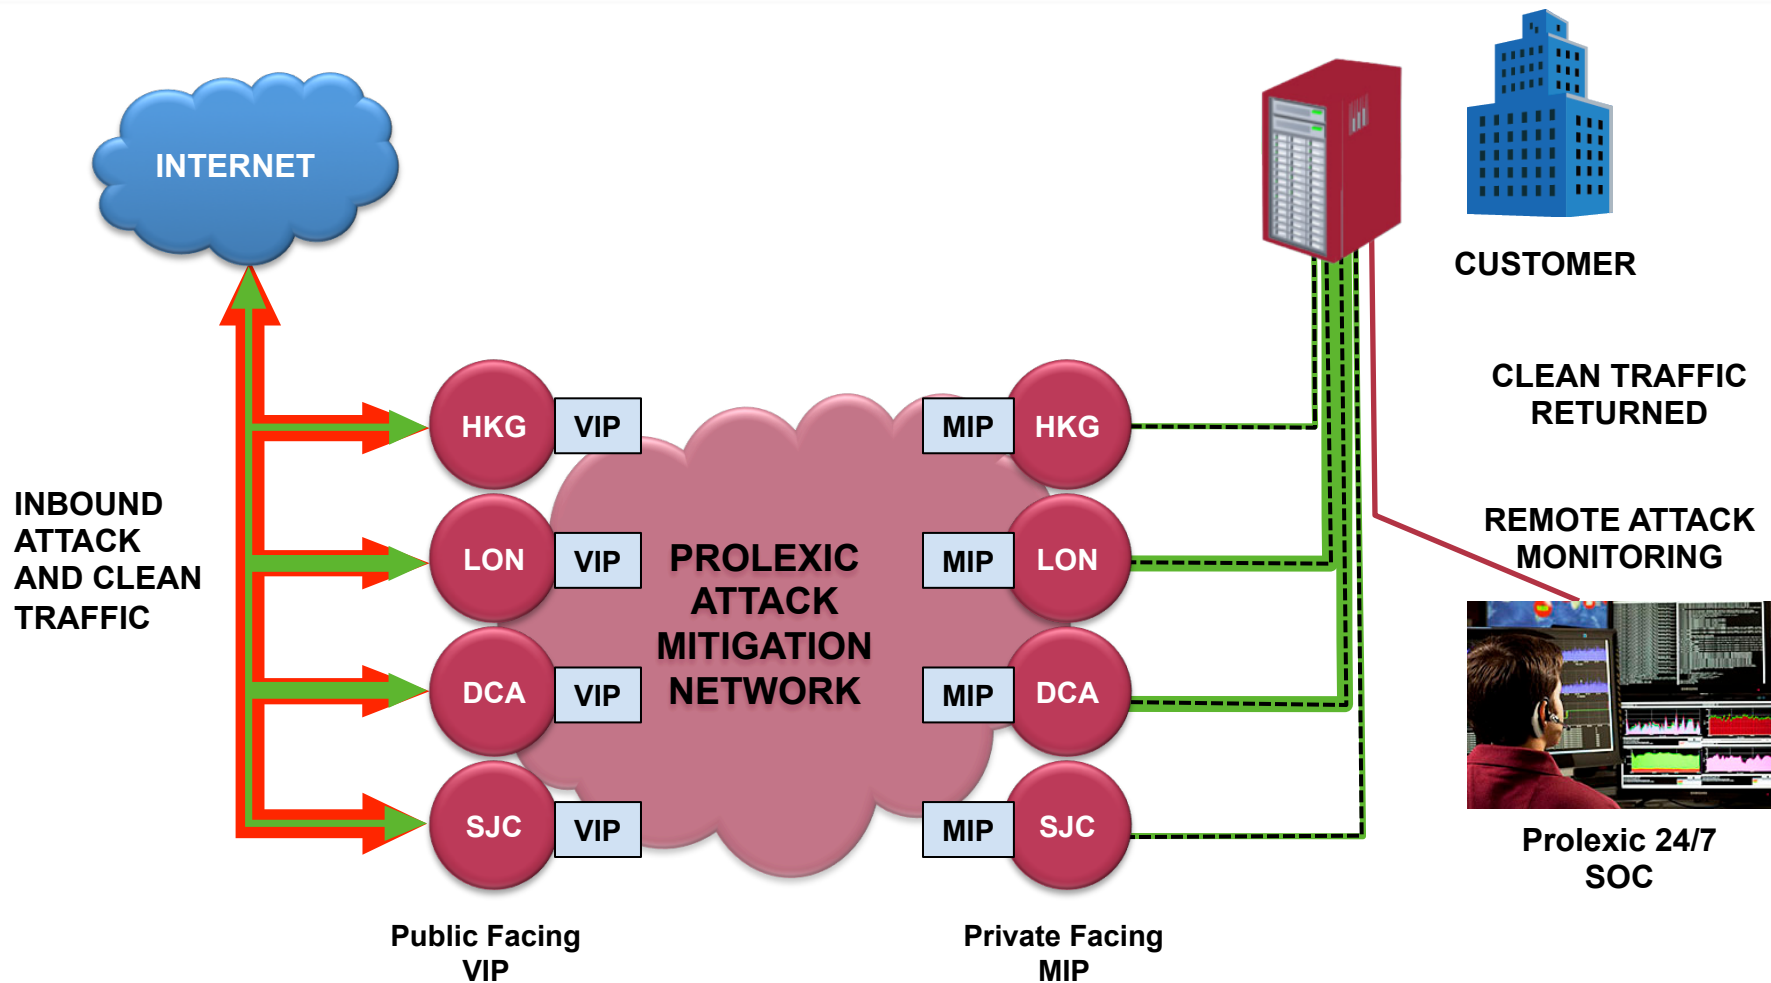 INTERNET
CUSTOMER
CLEAN TRAFFIC
RETURNED
INBOUND
ATTACK
AND CLEAN
TRAFFIC
REMOTE ATTACK
MONITORING
HKG VIP
LON VIP
DCA VIP
SJC VIP
PROLEXIC
ATTACK
MITIGATION
NETWORK
MIP HKG
MIP LON
MIP DCA
MIP SJC
Prolexic 24/7
SOC
Public Facing
VIP
Private Facing
MIP